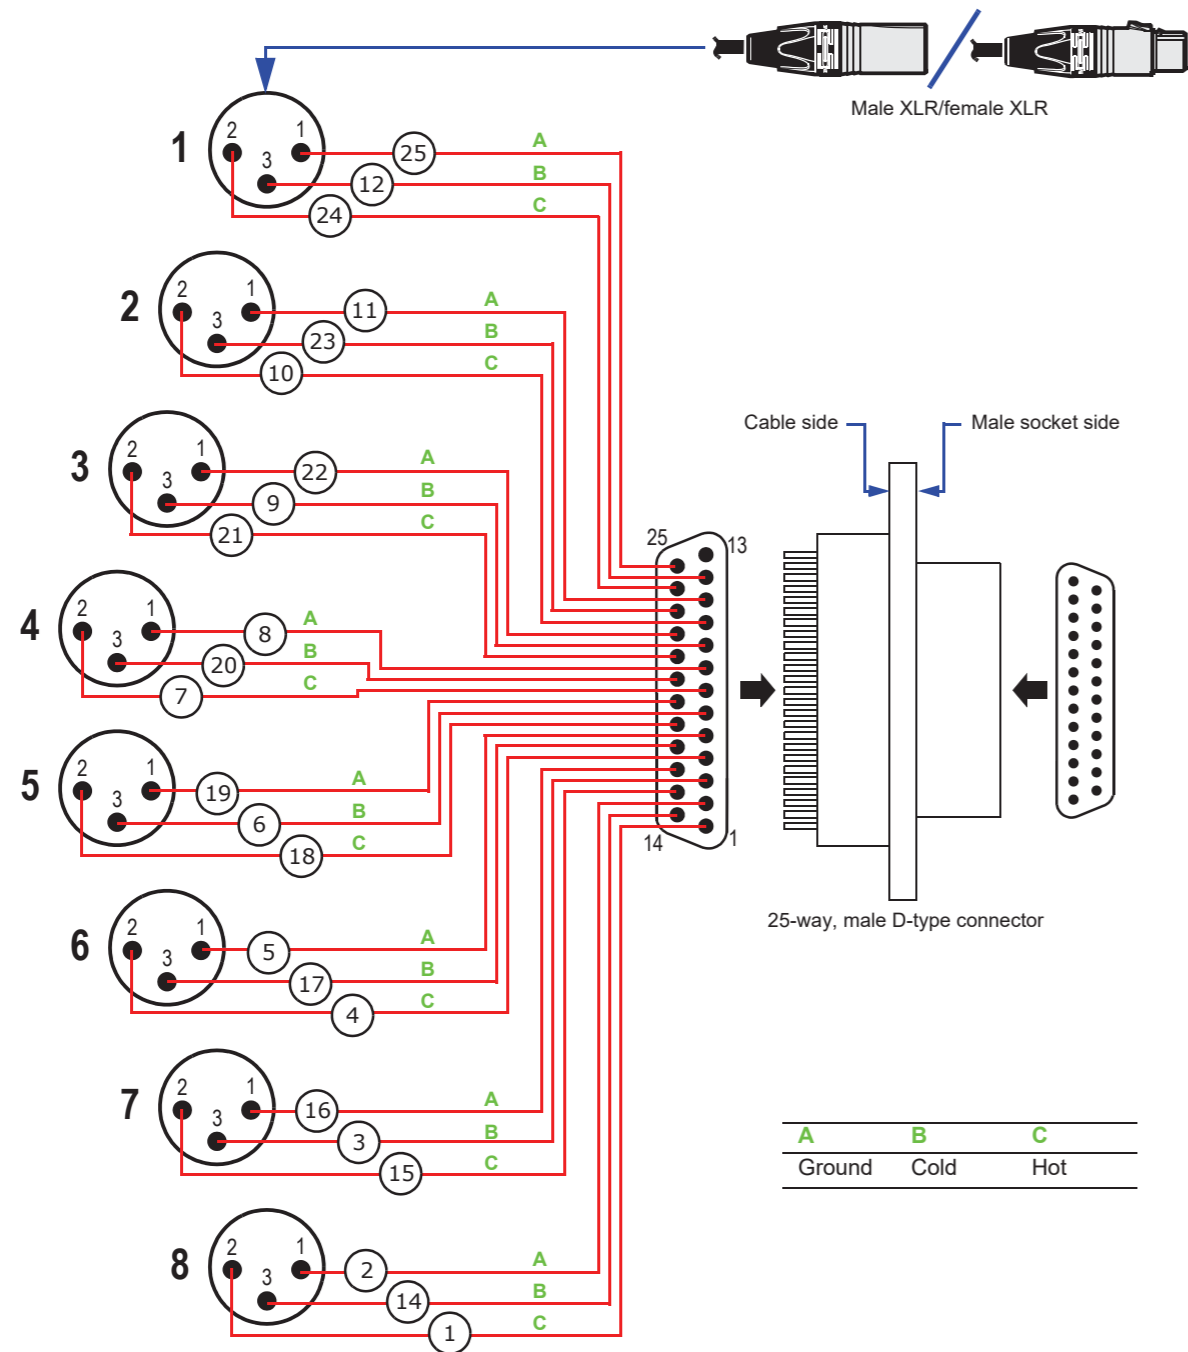 Male XLR/female XLR
1
2 1
3
25 A
12 B
24 C
2
2 1
3
11 A
23 B
10 C
3
2 1
3
22 A
9 B
21 C
4
2 1
3
8 A
20 B
7 C
5
2 1
3
19 A
6 B
18 C
6
2 1
3
5 A
17 B
4 C
7
2 1
3
16 A
3 B
15 C
8
2 1
3
2 A
14 B
1 C
25 13
14 1
Cable side Male socket side
25-way, male D-type connector
A B C
Ground Cold Hot